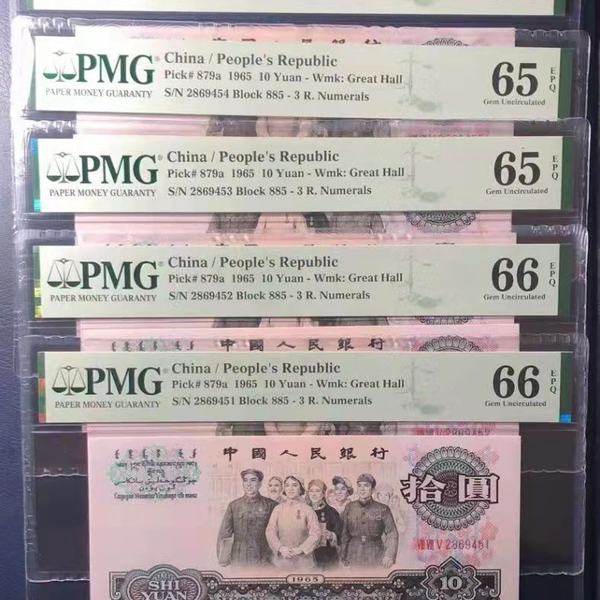 PMG
PAPER MONEY GUARANTY
China / People's Republic
Pick# 879a 1965 10 Yuan - Wmk: Great Hall
S/N 2869454 Block 885 - 3 R. Numerals
65
EPQ
Gem Uncirculated
PMG
PAPER MONEY GUARANTY
China / People's Republic
Pick# 879a 1965 10 Yuan - Wmk: Great Hall
S/N 2869453 Block 885 - 3 R. Numerals
65
EPQ
Gem Uncirculated
PMG
PAPER MONEY GUARANTY
China / People's Republic
Pick# 879a 1965 10 Yuan - Wmk: Great Hall
S/N 2869452 Block 885 - 3 R. Numerals
66
EPQ
Gem Uncirculated
中國人民銀行
PMG
PAPER MONEY GUARANTY
China / People's Republic
Pick# 879a 1965 10 Yuan - Wmk: Great Hall
S/N 2869451 Block 885 - 3 R. Numerals
66
EPQ
Gem Uncirculated
中國人民銀行
拾圓
VIII VIII V 2869451
1965
SHI
YUAN
10